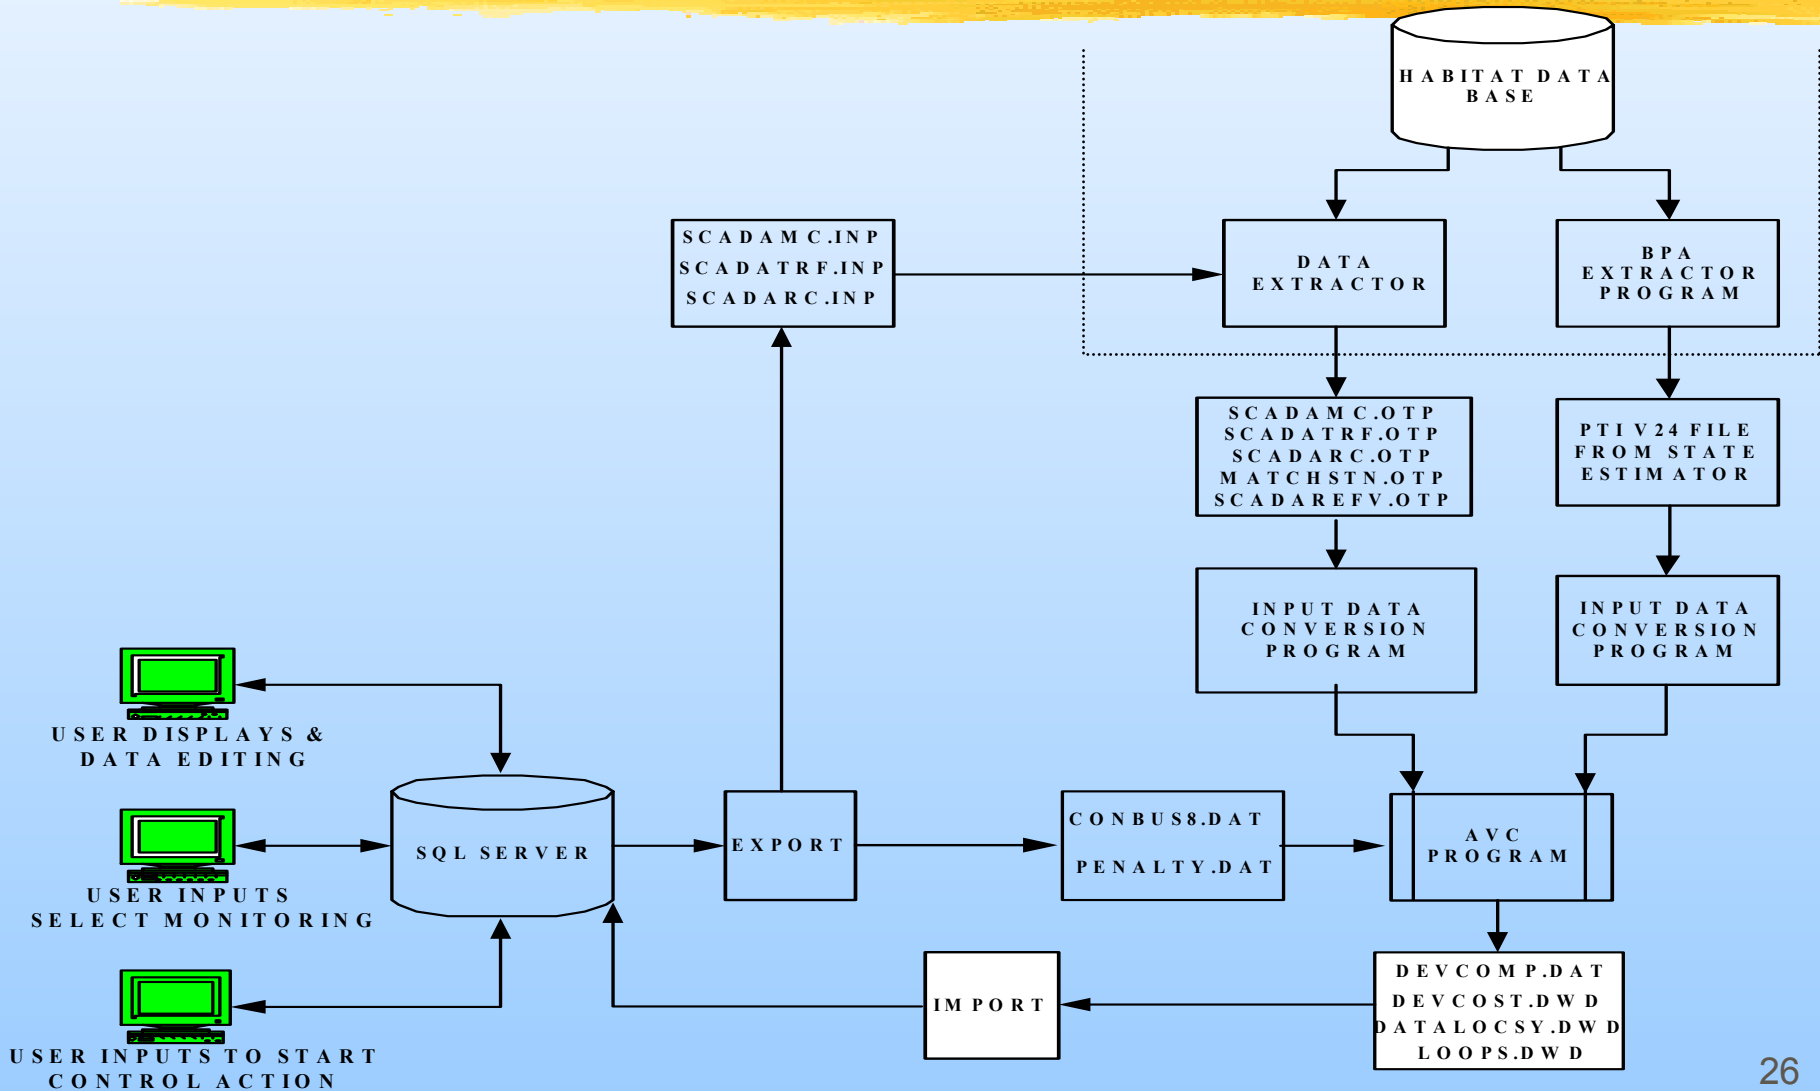 HABITAT DATA
BASE
SCADAMC.INP
SCADATRF.INP
SCADARC.INP
DATA
EXTRACTOR
BPA
EXTRACTOR
PROGRAM
SCADAMC.OTP
SCADATRF.OTP
SCADARC.OTP
MATCHSTN.OTP
SCADAREFV.OTP
PTI V24 FILE
FROM STATE
ESTIMATOR
INPUT DATA
CONVERSION
PROGRAM
INPUT DATA
CONVERSION
PROGRAM
USER DISPLAYS &
DATA EDITING
USER INPUTS
SELECT MONITORING
USER INPUTS TO START
CONTROL ACTION
SQL SERVER
EXPORT
CONBUS8.DAT
PENALTY.DAT
AVC
PROGRAM
IMPORT
DEVCOMP.DAT
DEVCOST.DWD
DATALOCSY.DWD
LOOPS.DWD
26